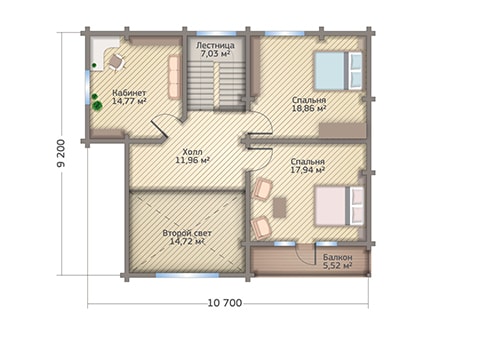 Лестница
7,03 м²
Кабинет
14,77 м²
Спальня
18,86 м²
Холл
11,96 м²
Спальня
17,94 м²
Второй свет
14,72 м²
Балкон
5,52 м²
9 200
10 700